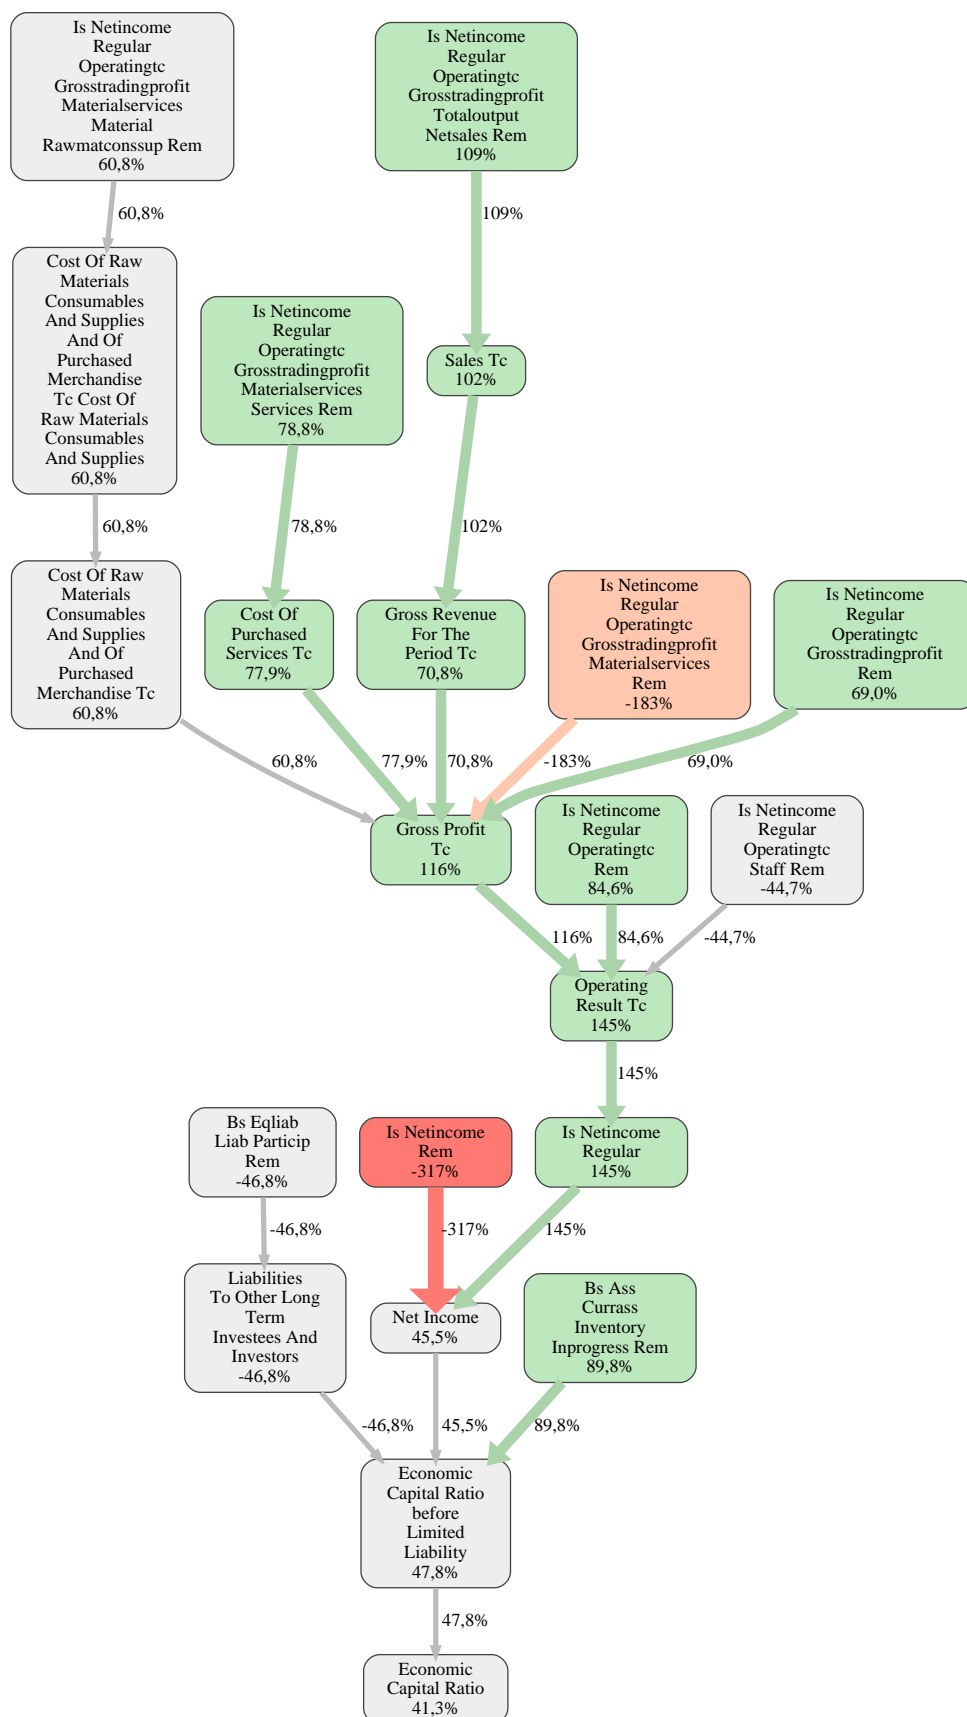 Is Netincome
Regular
Operatingtc
Grosstradingprofit
Materialservices
Material
Rawmatconssup Rem
60,8%
Is Netincome
Regular
Operatingtc
Grosstradingprofit
Totaloutput
Netsales Rem
109%
60,8%
109%
Cost Of Raw
Materials
Consumables
And Supplies
And Of
Purchased
Merchandise
Tc Cost Of
Raw Materials
Consumables
And Supplies
60,8%
Is Netincome
Regular
Operatingtc
Grosstradingprofit
Materialservices
Services Rem
78,8%
Sales Tc
102%
60,8%
78,8%
102%
Cost Of Raw
Materials
Consumables
And Supplies
And Of
Purchased
Merchandise Tc
60,8%
Cost Of
Purchased
Services Tc
77,9%
Gross Revenue
For The
Period Tc
70,8%
Is Netincome
Regular
Operatingtc
Grosstradingprofit
Materialservices
Rem
-183%
Is Netincome
Regular
Operatingtc
Grosstradingprofit
Rem
69,0%
60,8%
77,9%
70,8%
-183%
69,0%
Gross Profit
Tc
116%
Is Netincome
Regular
Operatingtc
Rem
84,6%
Is Netincome
Regular
Operatingtc
Staff Rem
-44,7%
116%
84,6%
-44,7%
Operating
Result Tc
145%
145%
Bs Eqliab
Liab Particip
Rem
-46,8%
Is Netincome
Rem
-317%
Is Netincome
Regular
145%
-46,8%
-317%
145%
Liabilities
To Other Long
Term
Investees And
Investors
-46,8%
Net Income
45,5%
Bs Ass
Currass
Inventory
Inprogress Rem
89,8%
-46,8%
45,5%
89,8%
Economic
Capital Ratio
before
Limited
Liability
47,8%
47,8%
Economic
Capital Ratio
41,3%